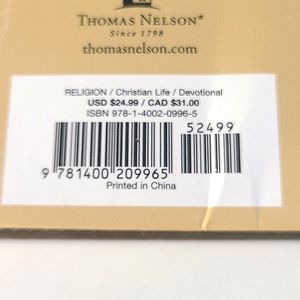 THOMAS NELSON®
Since 1798
thomasnelson.com
RELIGION / Christian Life / Devotional
USD $24.99 / CAD $31.00
ISBN 978-1-4002-0996-5
52499
9 781400 209965
Printed in China